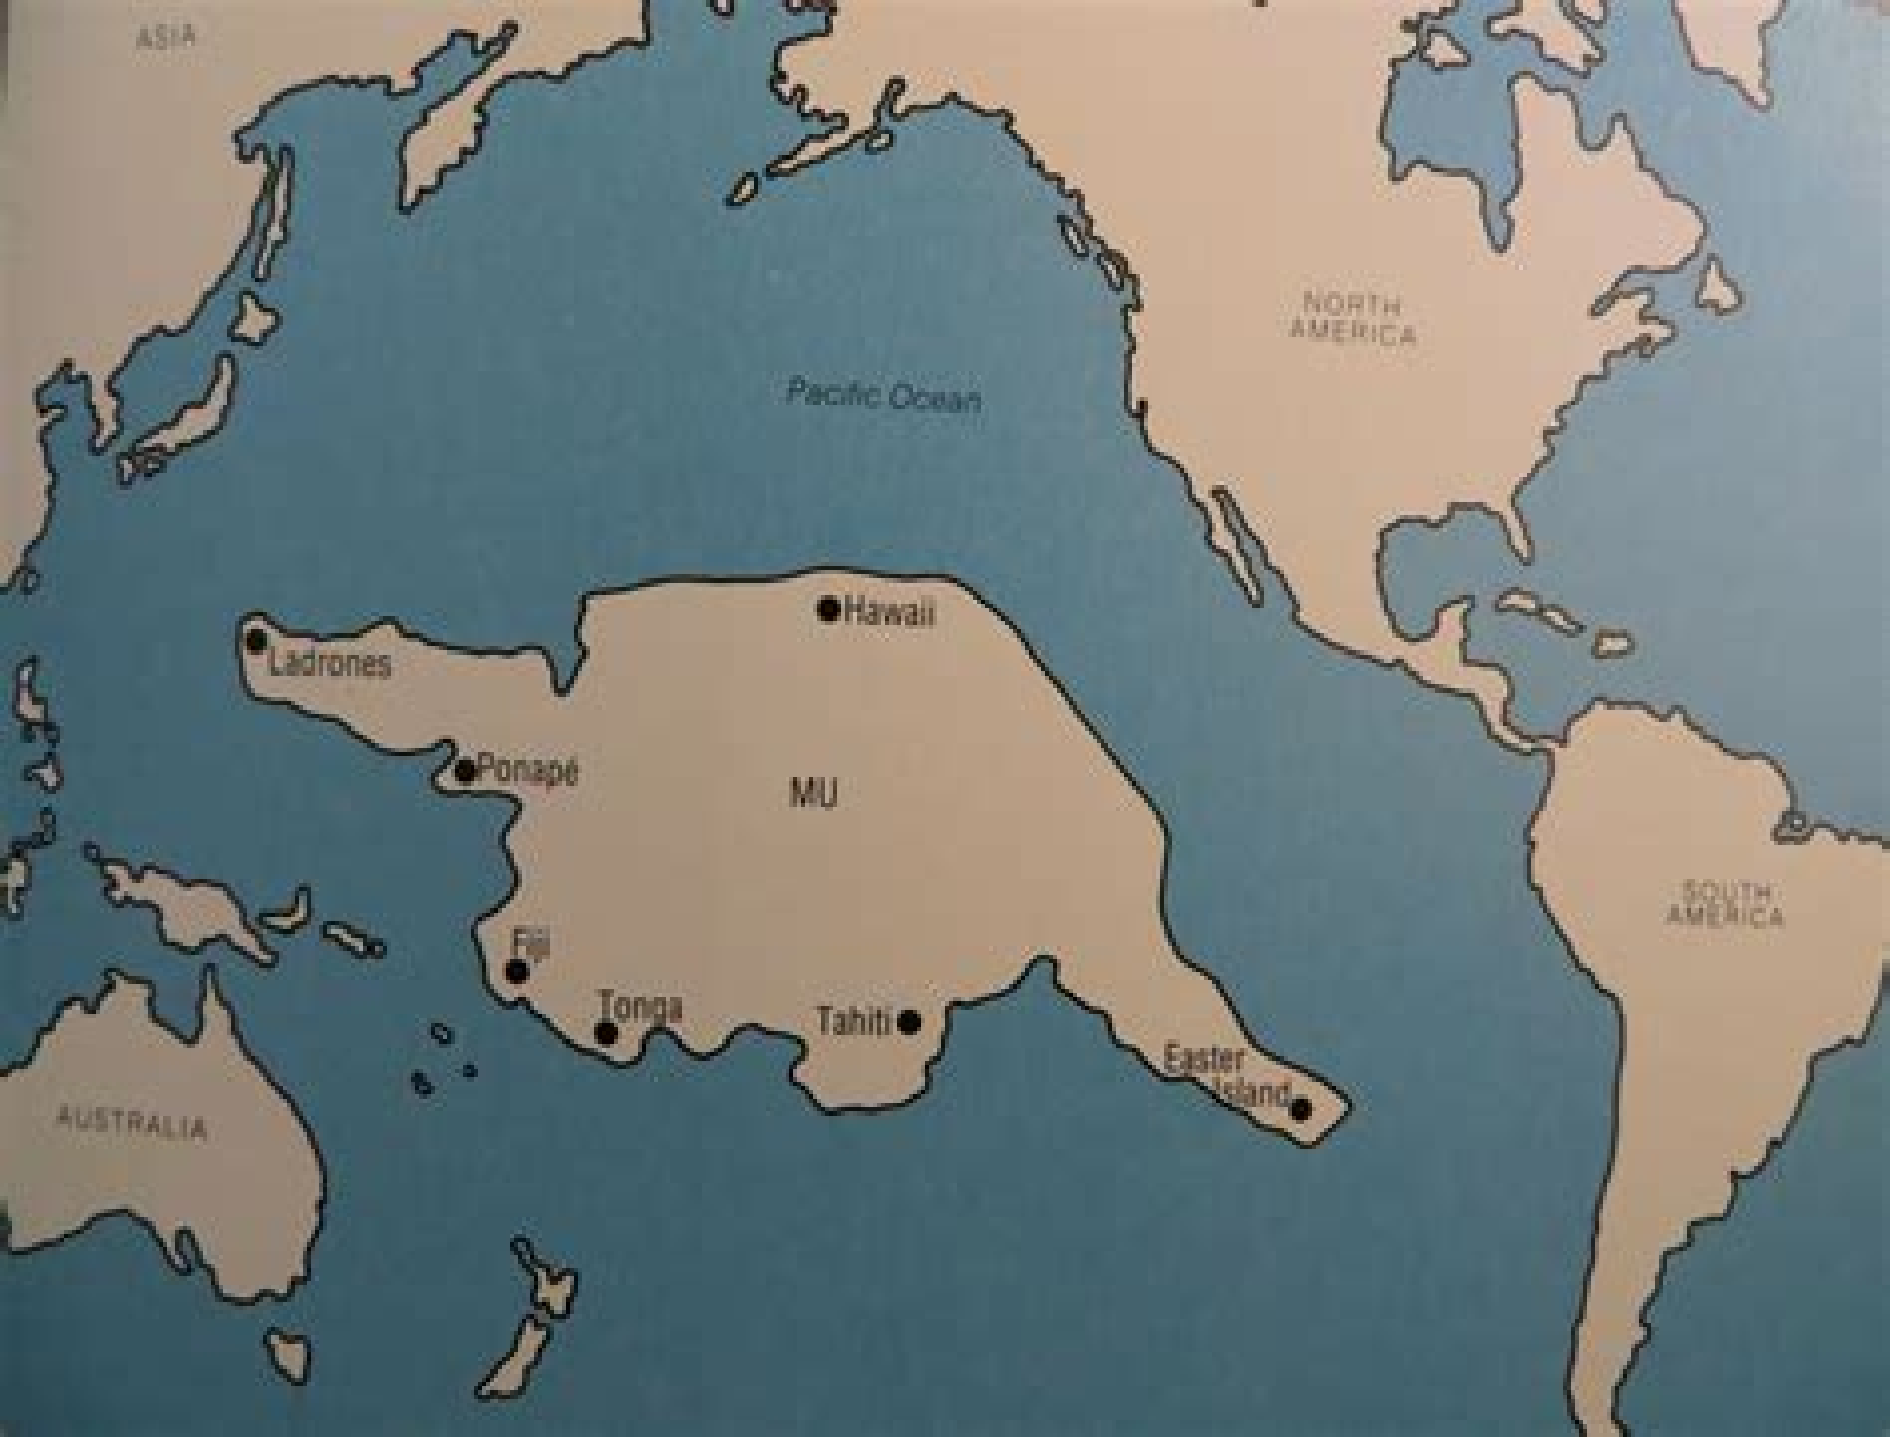 ASIA
NORTH
AMERICA
Pacific Ocean
Hawaii
Ladrones
Ponapé
MU
SOUTH
AMERICA
Fiji
Tonga
Tahiti
Easter
Island
AUSTRALIA